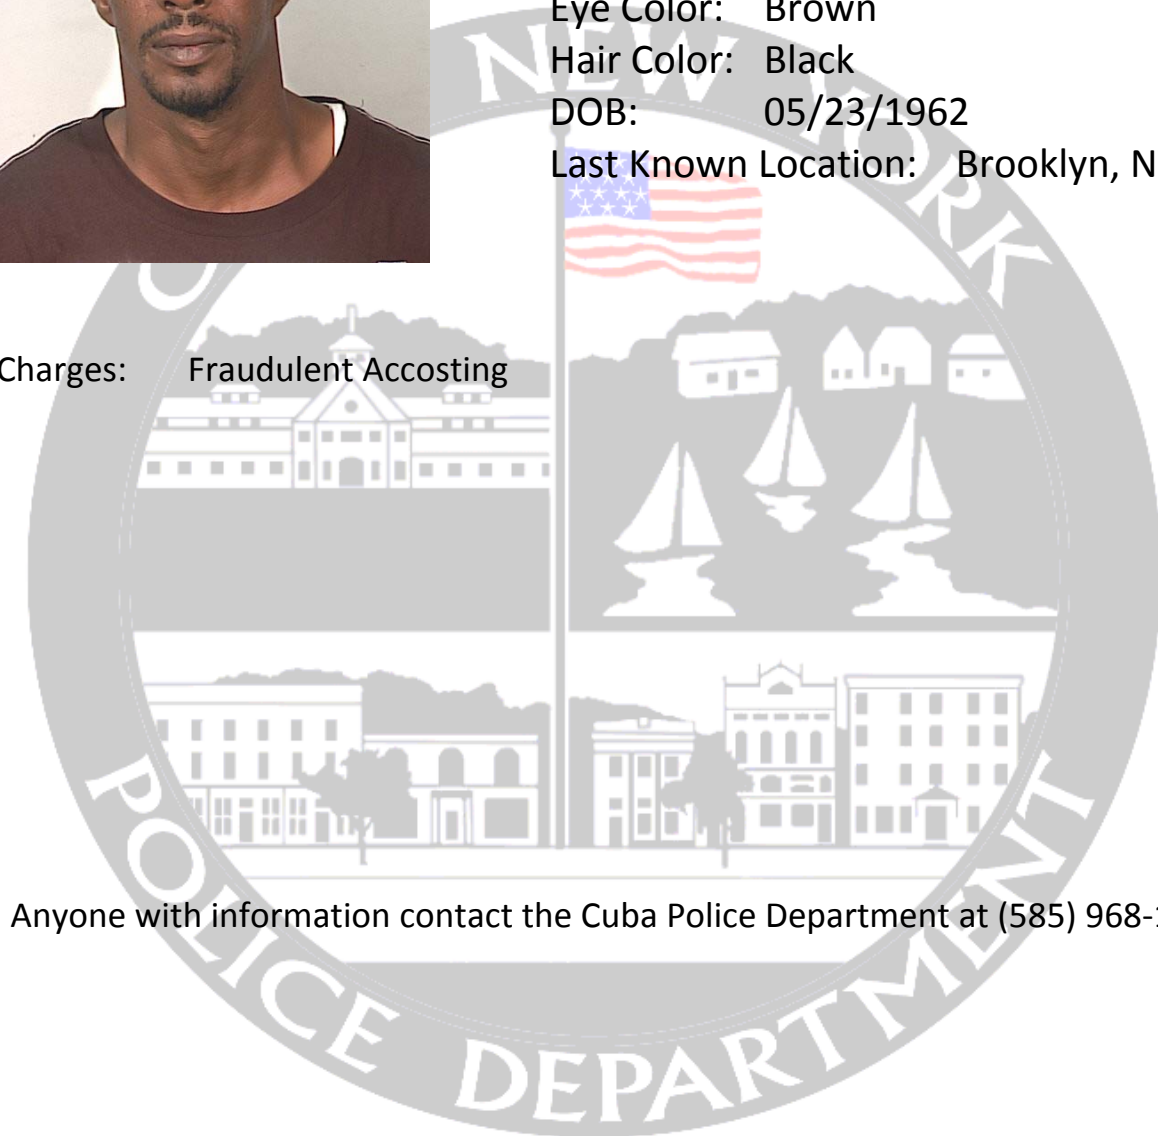 Eye Color: Brown
Hair Color: Black
DOB: 05/23/1962
Last Known Location: Brooklyn, N
Charges: Fraudulent Accosting
Anyone with information contact the Cuba Police Department at (585) 968-
NEW YORK
POLICE DEPARTMENT